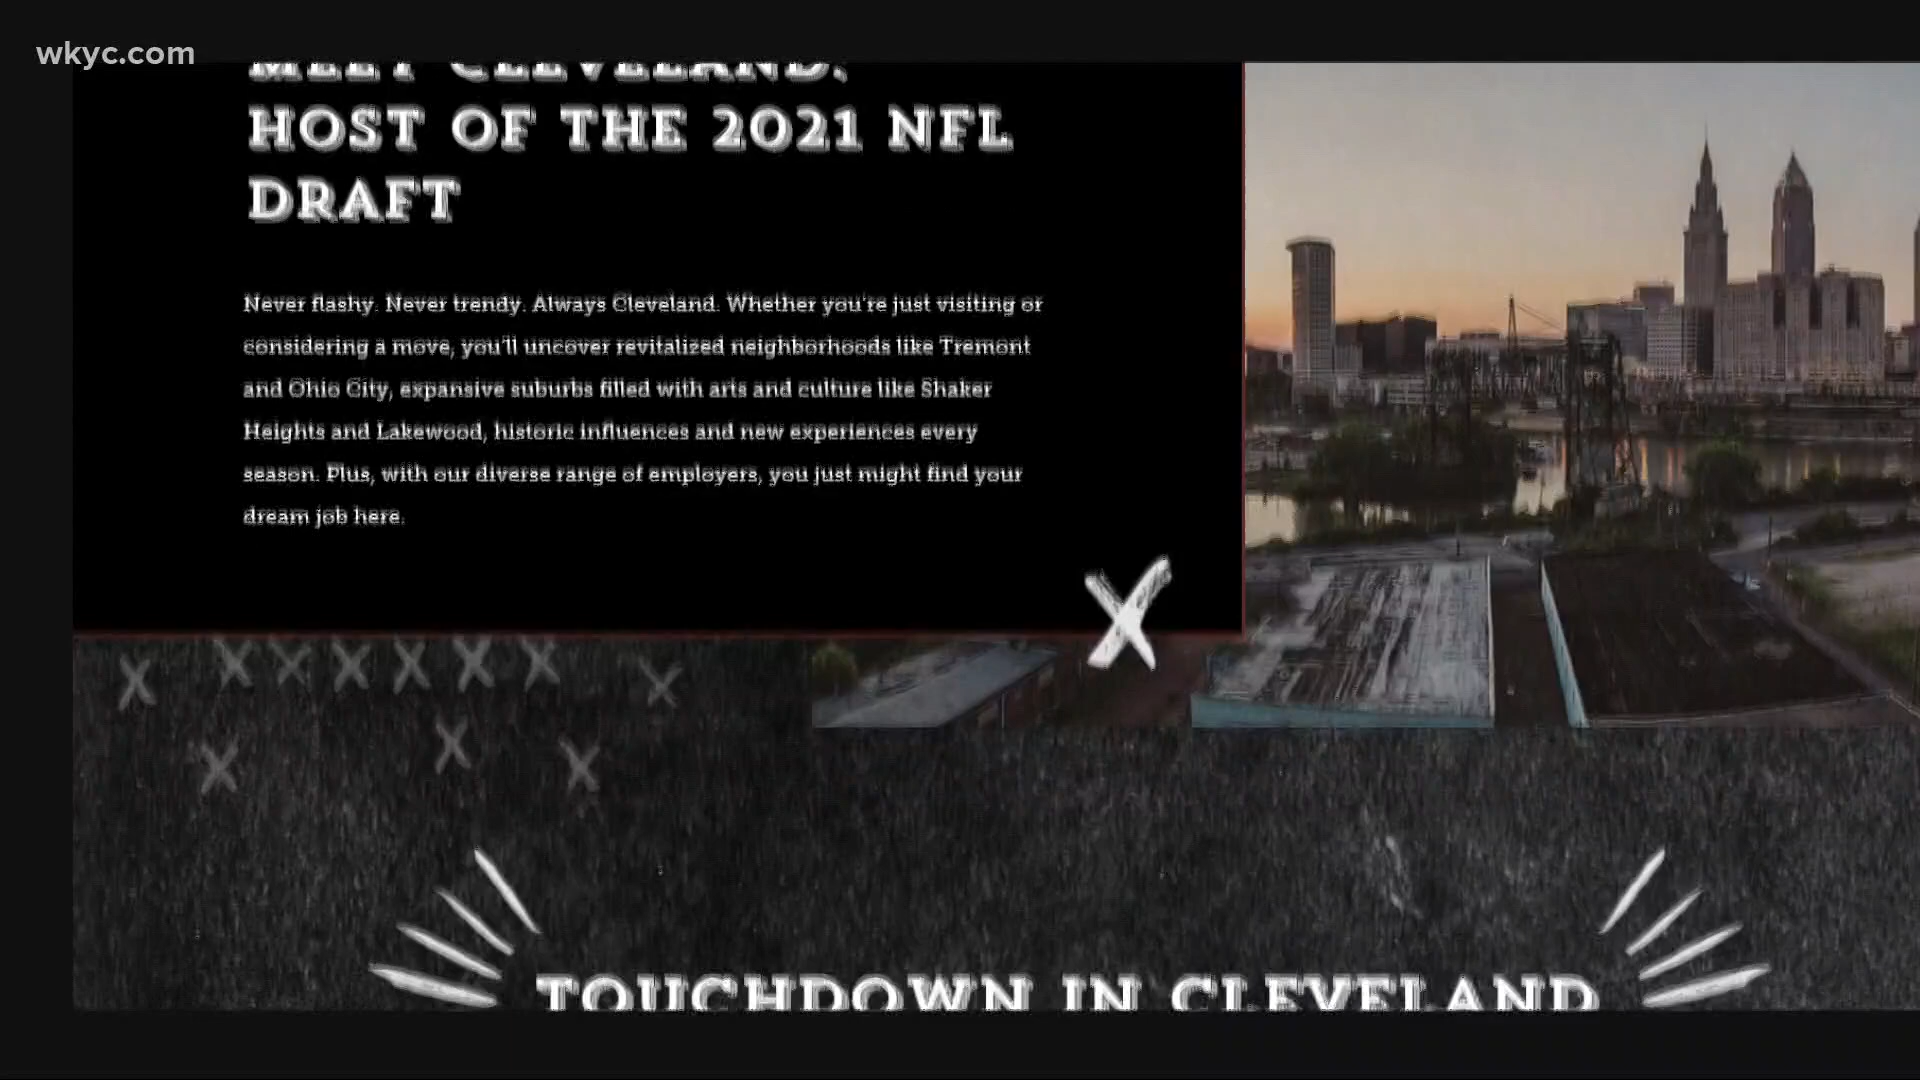 wkyc.com
MEET CLEVELAND:
HOST OF THE 2021 NFL
DRAFT
Never flashy. Never trendy. Always Cleveland. Whether you're just visiting or
considering a move, you'll uncover revitalized neighborhoods like Tremont
and Ohio City, expansive suburbs filled with arts and culture like Shaker
Heights and Lakewood, historic influences and new experiences every
season. Plus, with our diverse range of employers, you just might find your
dream job here.
TOUCHDOWN IN CLEVELAND